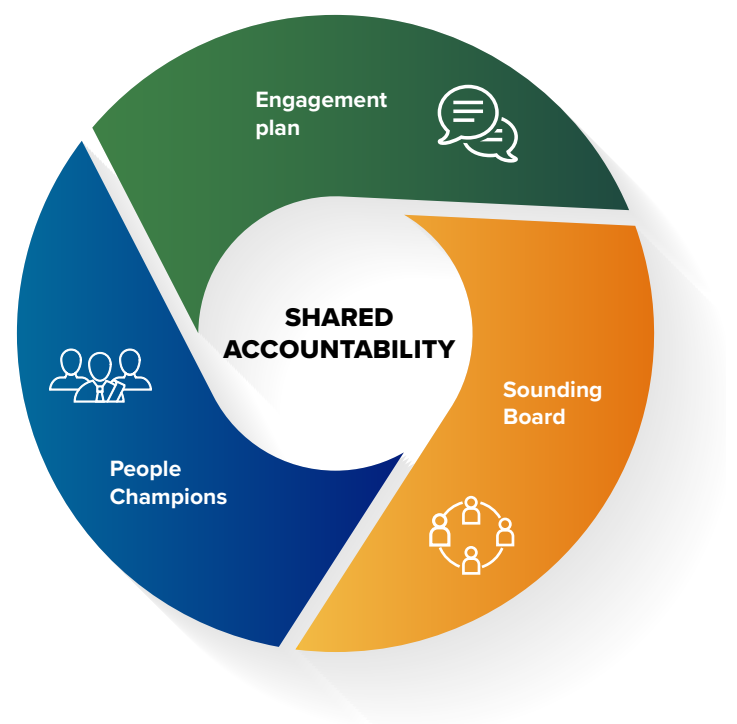 Engagement
plan
SHARED
ACCOUNTABILITY
Sounding
Board
People
Champions